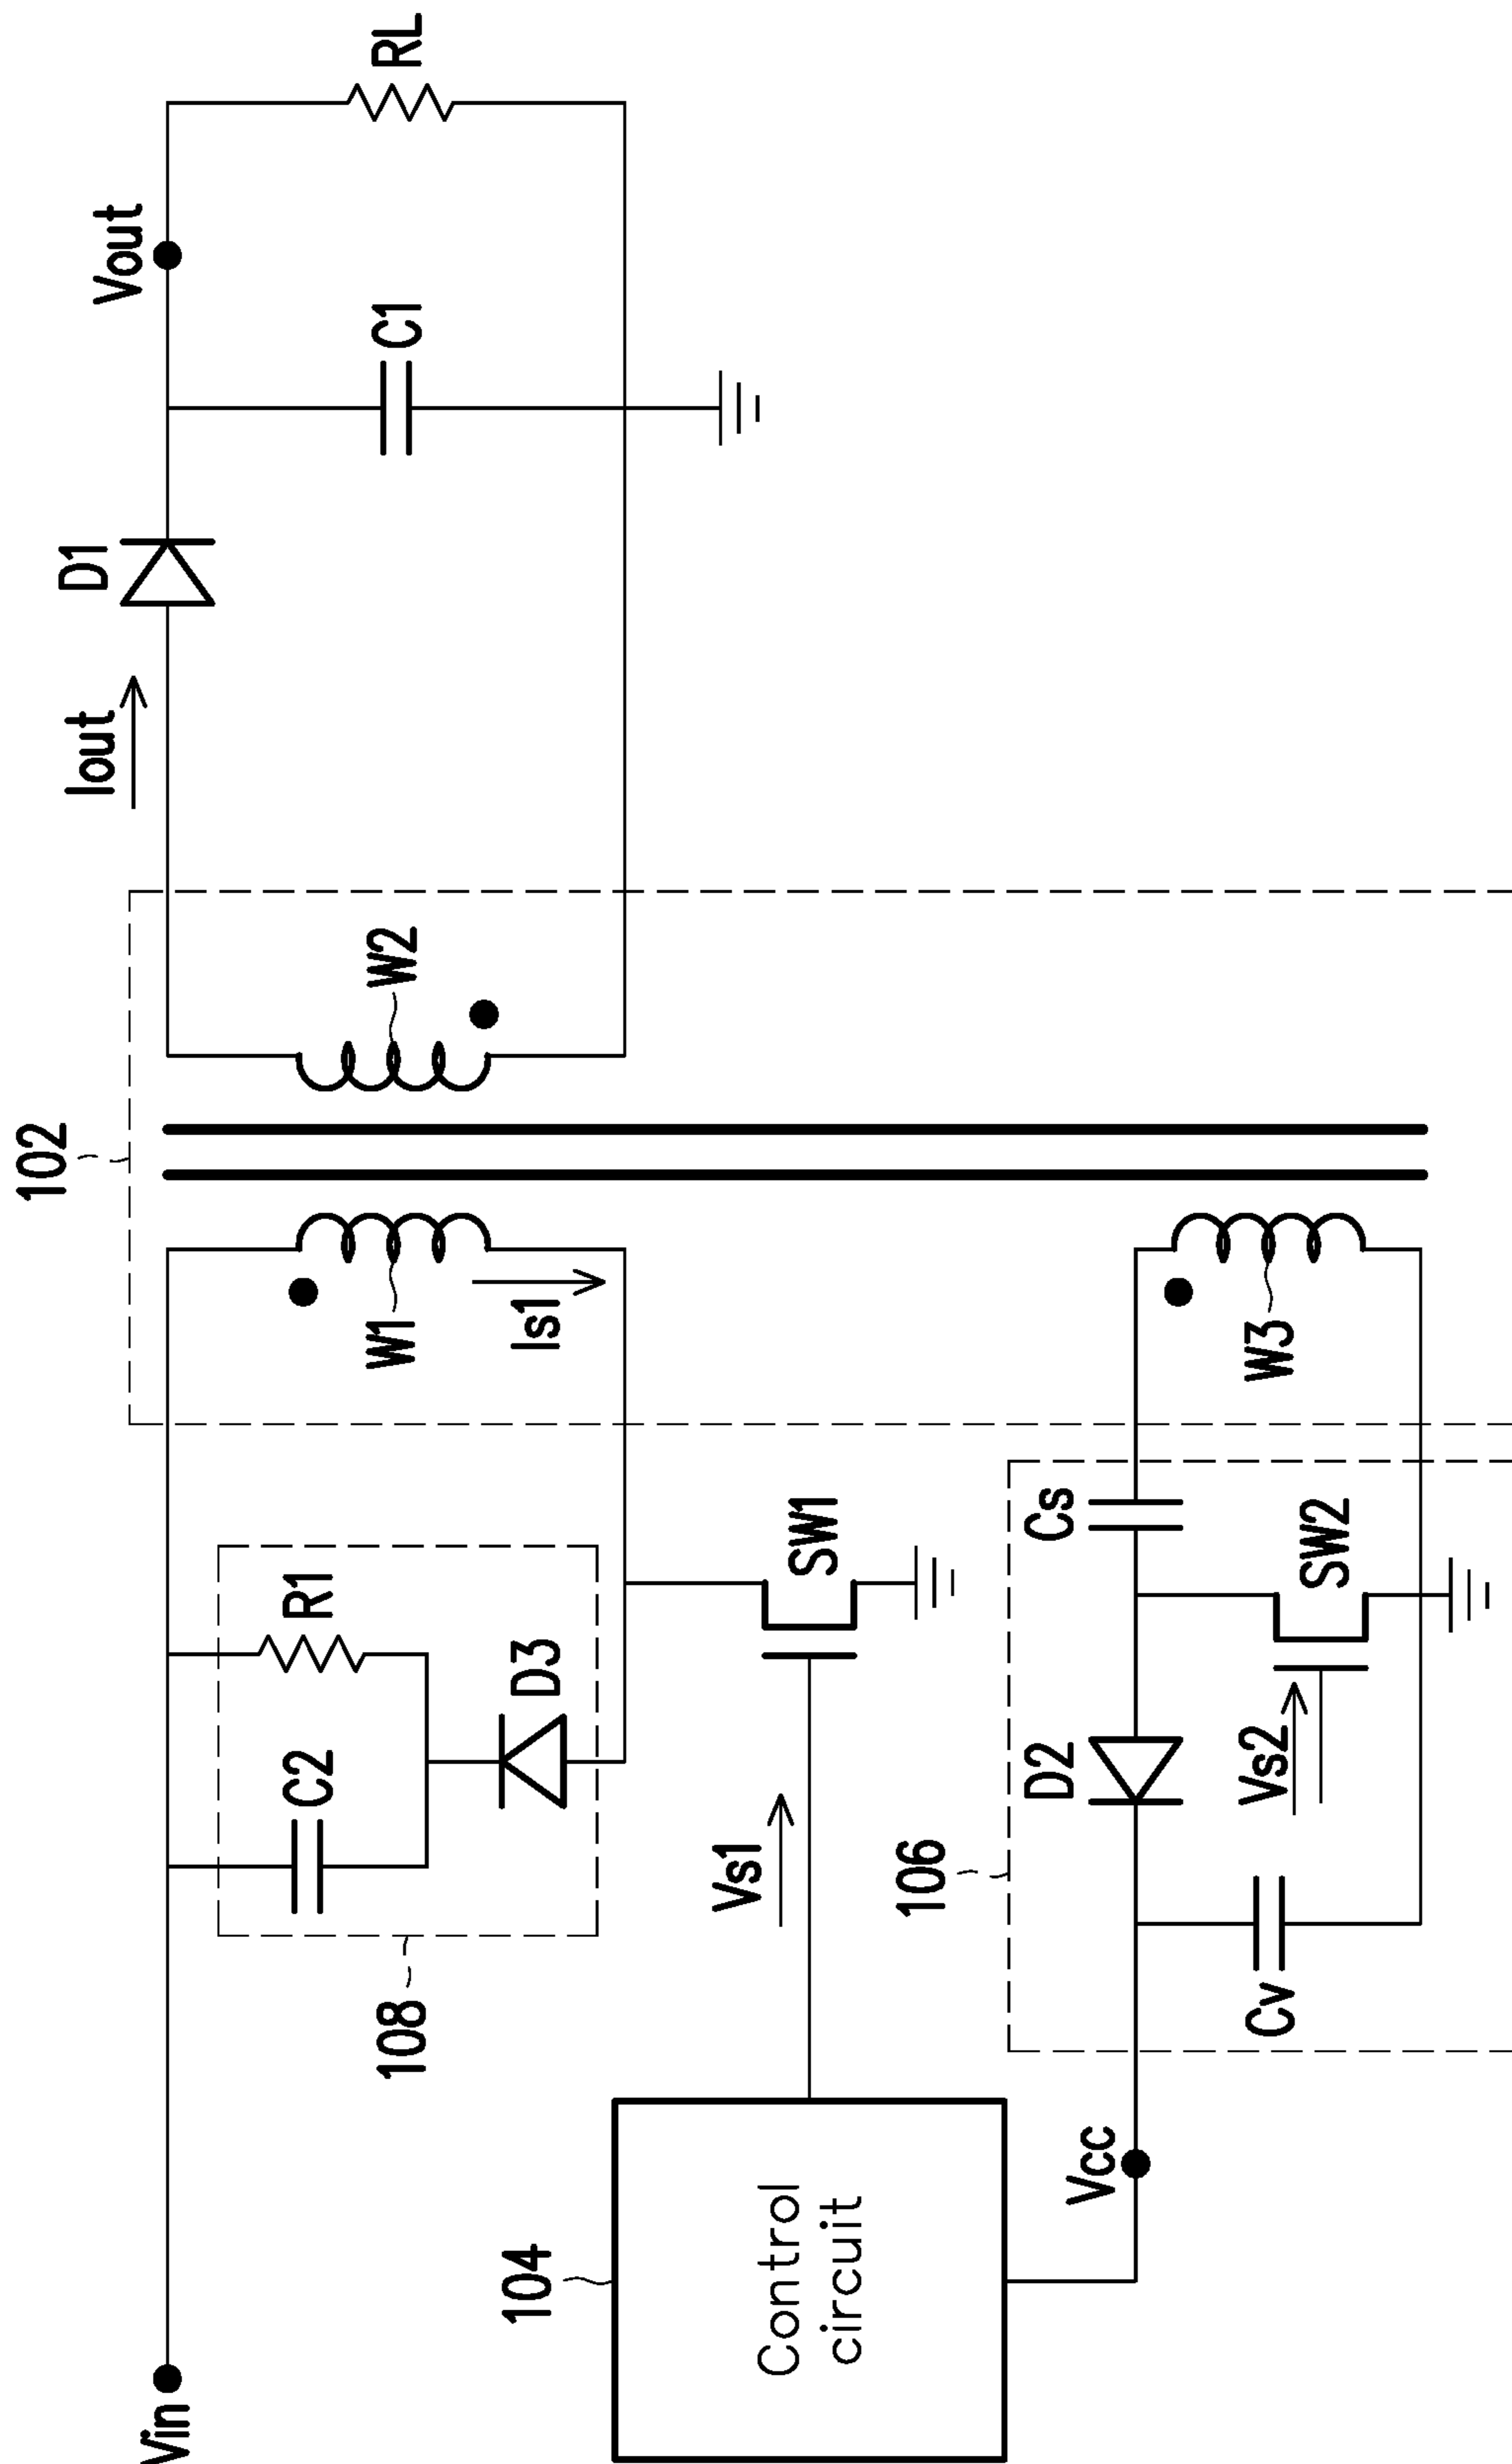 102
Vin
108
C2
R1
D3
W1
Is1
W2
Iout
D1
C1
Vout
RL
104
Control
circuit
Vs1
SW1
106
Vcc
Cv
D2
Vs2
Cs
SW2
W3